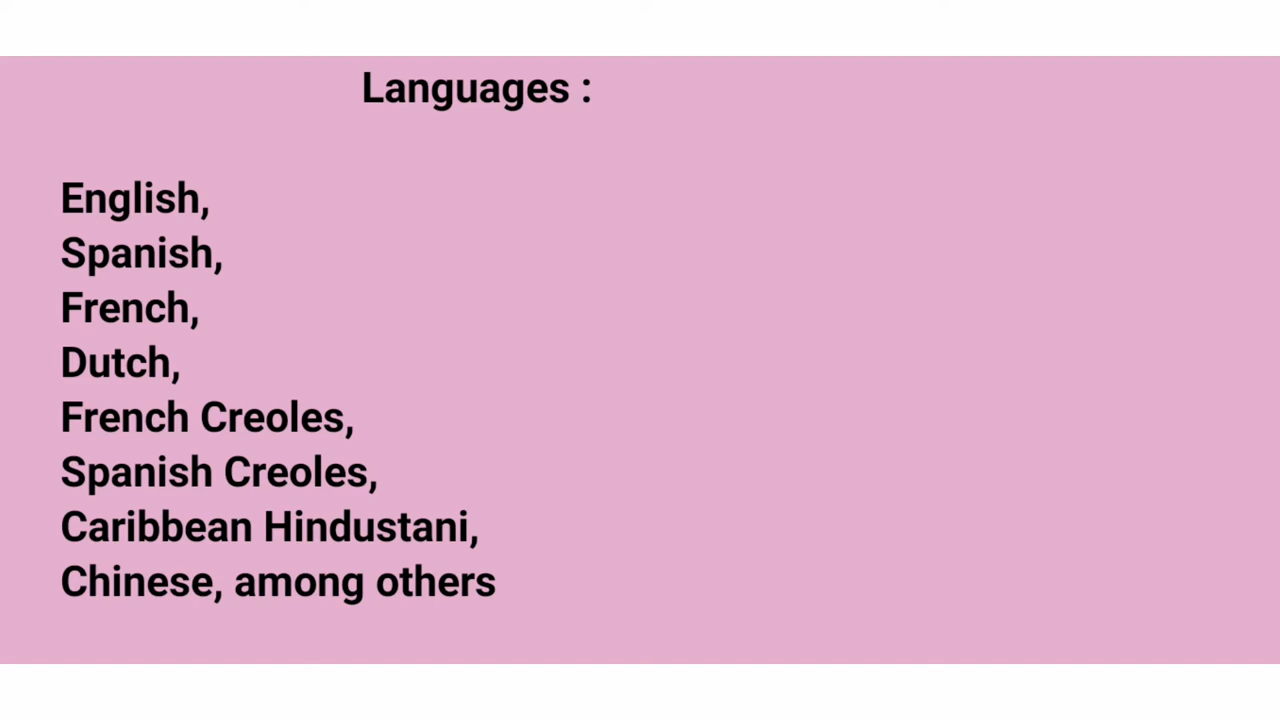 Languages :
English,
Spanish,
French,
Dutch,
French Creoles,
Spanish Creoles,
Caribbean Hindustani,
Chinese, among others